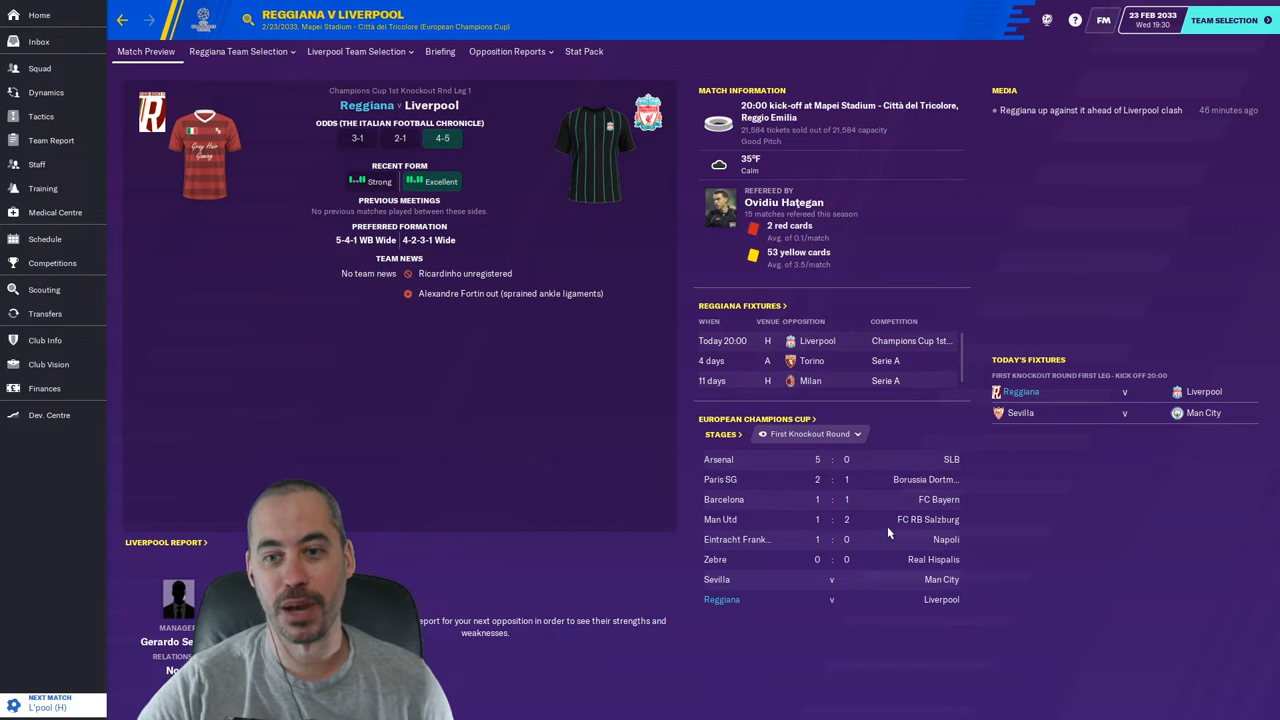 Home
Inbox
Squad
Dynamics
Tactics
Team Report
Staff
Training
Medical Centre
Schedule
Competitions
Scouting
Transfers
Club Info
Club Vision
Finances
Dev. Centre
NEXT MATCH
L'pool (H)
REGGIANA V LIVERPOOL
2/23/2033, Mapei Stadium - Città del Tricolore (European Champions Cup)
FM
23 FEB 2033
Wed 19:30
TEAM SELECTION
Match Preview Reggiana Team Selection Liverpool Team Selection Briefing Opposition Reports Stat Pack
Champions Cup 1st Knockout Rnd Leg 1
Reggiana v Liverpool
ODDS (THE ITALIAN FOOTBALL CHRONICLE)
3-1 2-1 4-5
RECENT FORM
Strong Excellent
PREVIOUS MEETINGS
No previous matches played between these sides.
PREFERRED FORMATION
5-4-1 WB Wide 4-2-3-1 Wide
TEAM NEWS
No team news Ricardinho unregistered
Alexandre Fortin out (sprained ankle ligaments)
Gray Hair
Gaming
LIVERPOOL REPORT
MANAGER
Gerardo Se
RELATIONS
No
eport for your next opposition in order to see their strengths and
weaknesses.
MATCH INFORMATION
20:00 kick-off at Mapei Stadium - Città del Tricolore,
Reggio Emilia
21,584 tickets sold out of 21,584 capacity
Good Pitch
35°F
Calm
REFEREED BY
Ovidiu Hațegan
15 matches refereed this season
2 red cards
Avg. of 0.1/match
53 yellow cards
Avg. of 3.5/match
REGGIANA FIXTURES
WHEN VENUE OPPOSITION COMPETITION
Today 20:00 H Liverpool Champions Cup 1st...
4 days A Torino Serie A
11 days H Milan Serie A
EUROPEAN CHAMPIONS CUP
STAGES First Knockout Round
Arsenal 5 : 0 SLB
Paris SG 2 : 1 Borussia Dortm...
Barcelona 1 : 1 FC Bayern
Man Utd 1 : 2 FC RB Salzburg
Eintracht Frank... 1 : 0 Napoli
Zebre 0 : 0 Real Hispalis
Sevilla v Man City
Reggiana v Liverpool
MEDIA
Reggiana up against it ahead of Liverpool clash 46 minutes ago
TODAY'S FIXTURES
FIRST KNOCKOUT ROUND FIRST LEG - KICK OFF 20:00
Reggiana v Liverpool
Sevilla v Man City